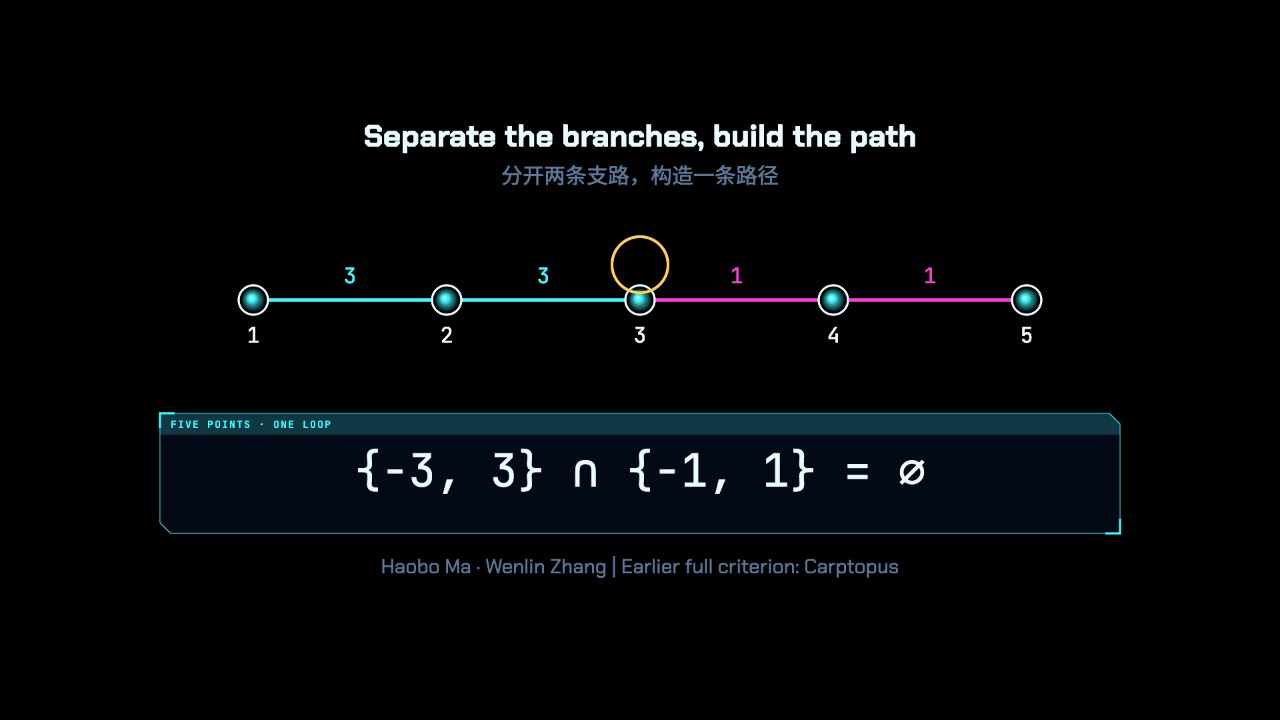 Separate the branches, build the path
分开两条支路，构造一条路径
3 3 1 1
1 2 3 4 5
FIVE POINTS · ONE LOOP
{-3, 3} ∩ {-1, 1} = ∅
Haobo Ma · Wenlin Zhang | Earlier full criterion: Carptopus